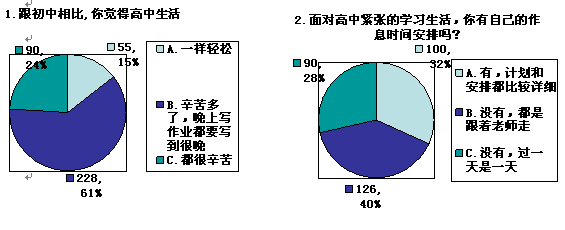 1.跟初中相比,你觉得高中生活
55,
15%
228,
61%
90,
24%
A.一样轻松
B.辛苦多
了,晚上写
作业都要写
到很晚
C.都很辛苦
2.面对高中紧张的学习生活,你有自己的作
息时间安排吗?
100,
32%
126,
40%
90,
28%
A.有,计划和
安排都比较详细
B.没有,都是
跟着老师走
C.没有,过一
天是一天